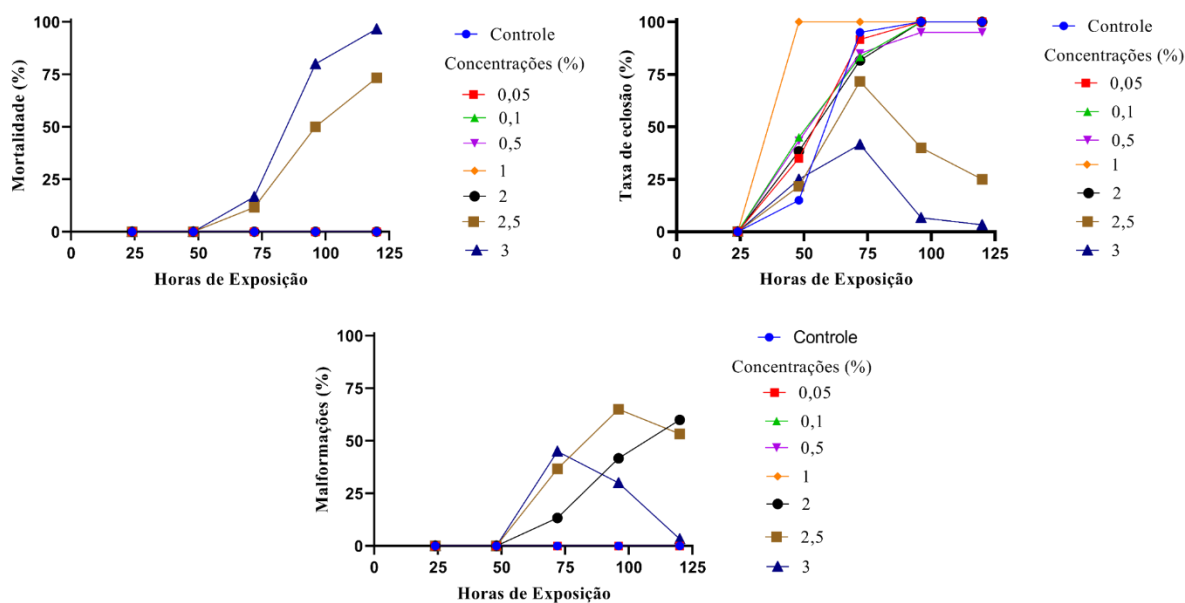 Mortalidade (%)
100
75
50
25
0
0 25 50 75 100 125
Horas de Exposição
Controle
Concentrações (%)
0,05
0,1
0,5
1
2
2,5
3
Taxa de eclosão (%)
100
75
50
25
0
0 25 50 75 100 125
Horas de Exposição
Controle
Concentrações (%)
0,05
0,1
0,5
1
2
2,5
3
Malformações (%)
100
75
50
25
0
0 25 50 75 100 125
Horas de Exposição
Controle
Concentrações (%)
0,05
0,1
0,5
1
2
2,5
3